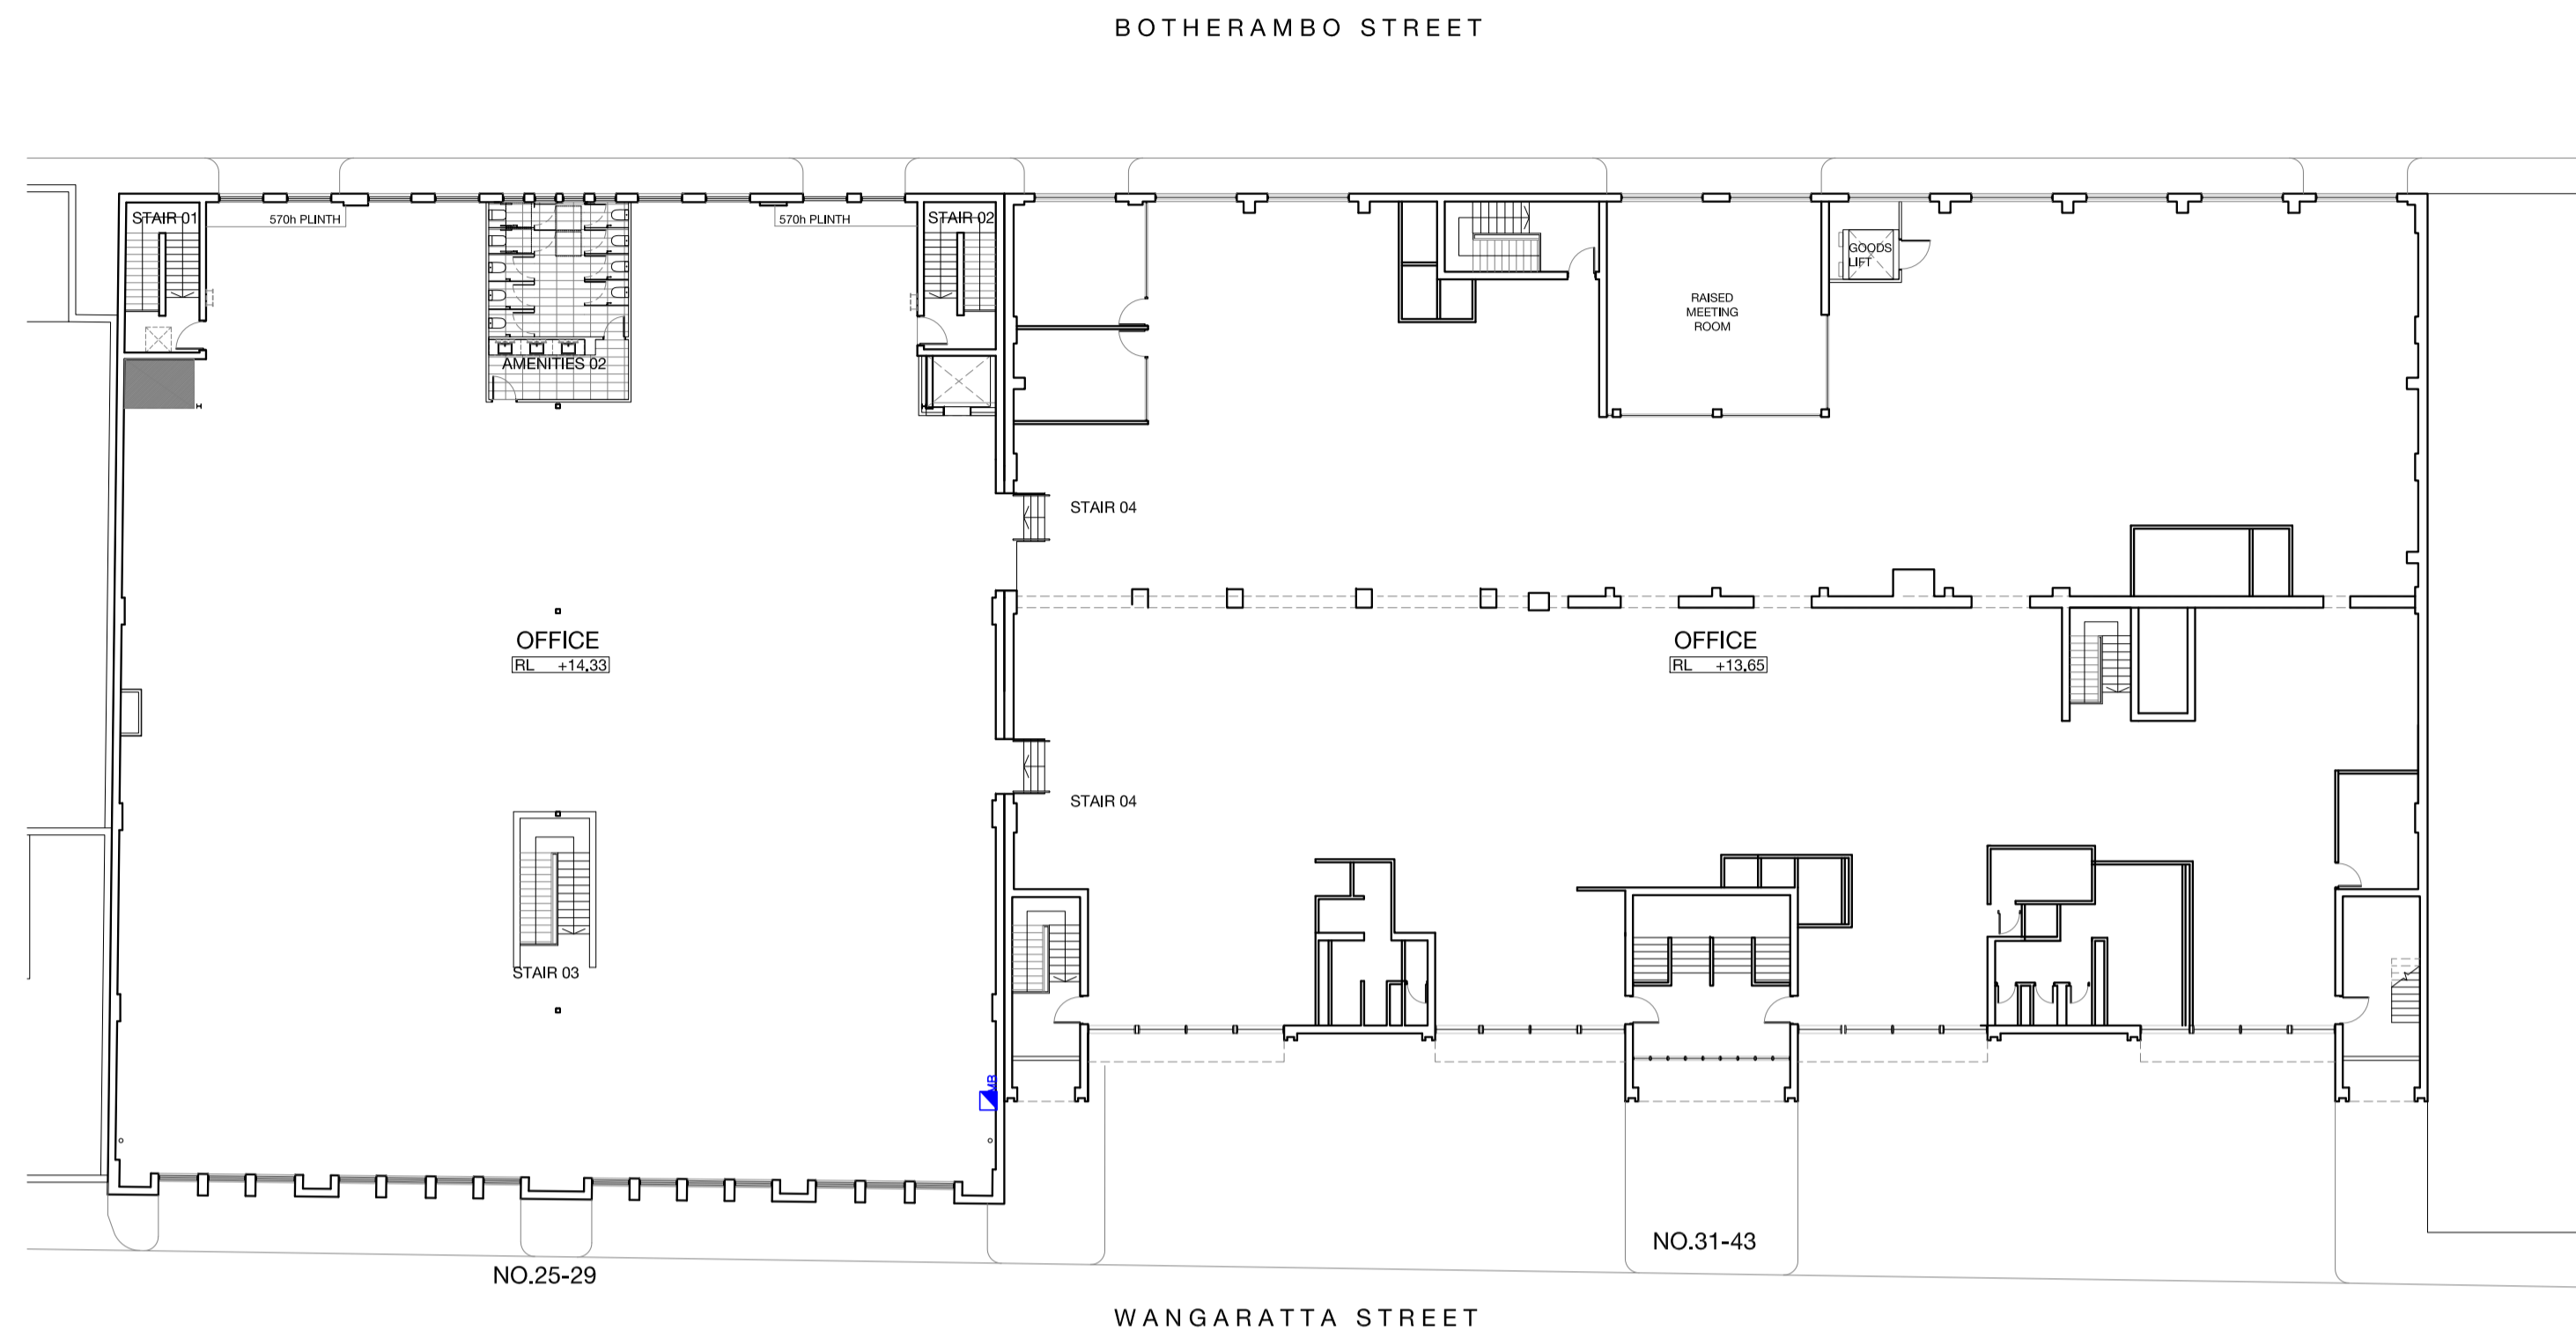 BOTHERAMBO STREET
STAIR 01
570h PLINTH
570h PLINTH
STAIR 02
GOODS
LIFT
RAISED
MEETING
ROOM
AMENITIES 02
STAIR 04
OFFICE
RL +14.33
OFFICE
RL +13.65
STAIR 04
STAIR 03
MB
NO.31-43
NO.25-29
WANGARATTA STREET